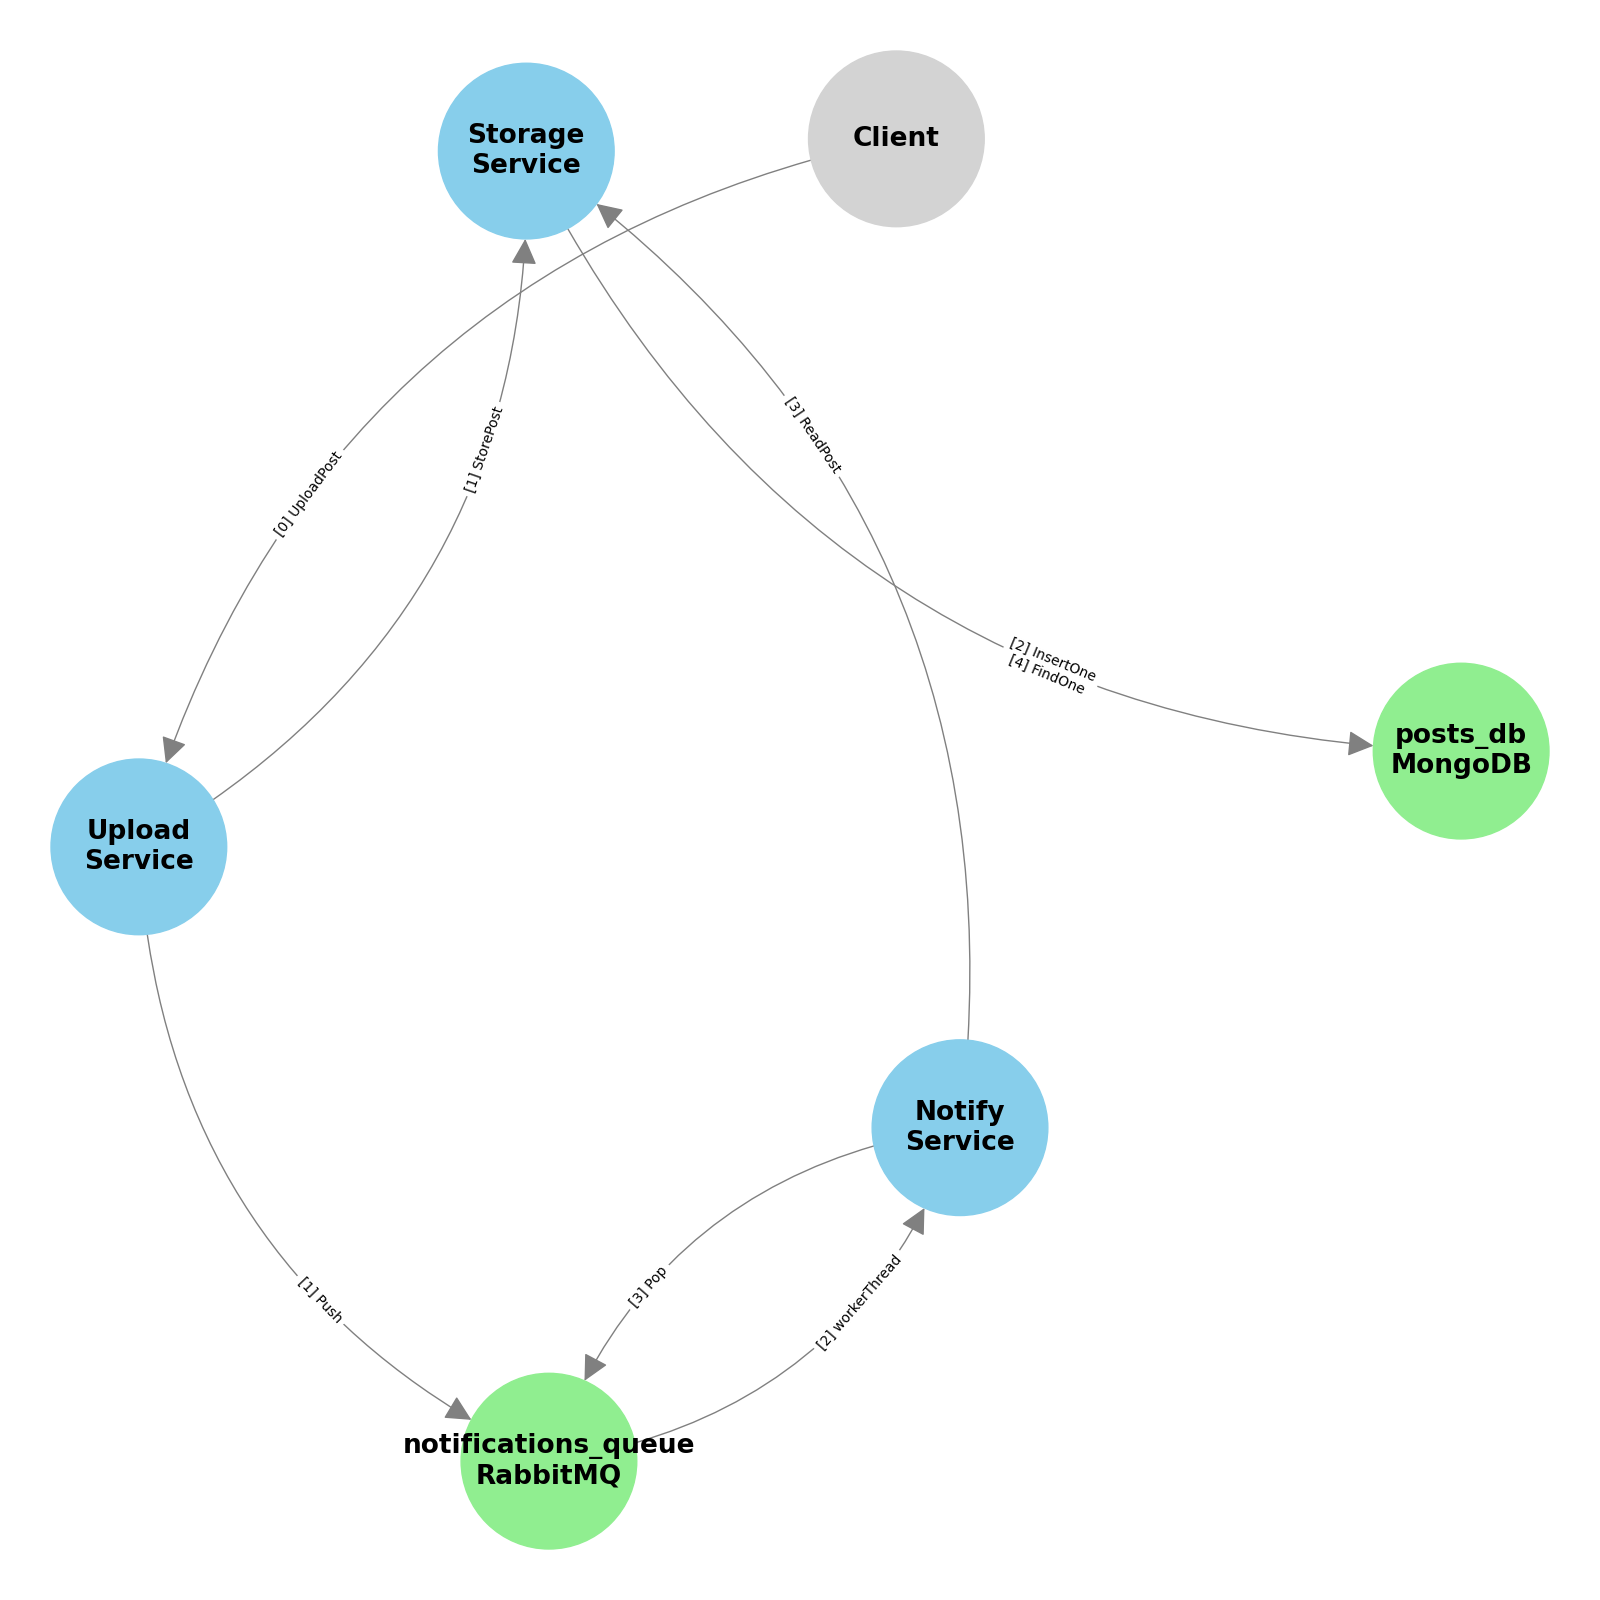 Storage
Service
Client
[0] UploadPost
[1] StorePost
[3] ReadPost
[2] InsertOne
[4] FindOne
posts_db
MongoDB
Upload
Service
Notify
Service
[1] Push
[3] Pop
[2] workerThread
notifications_queue
RabbitMQ